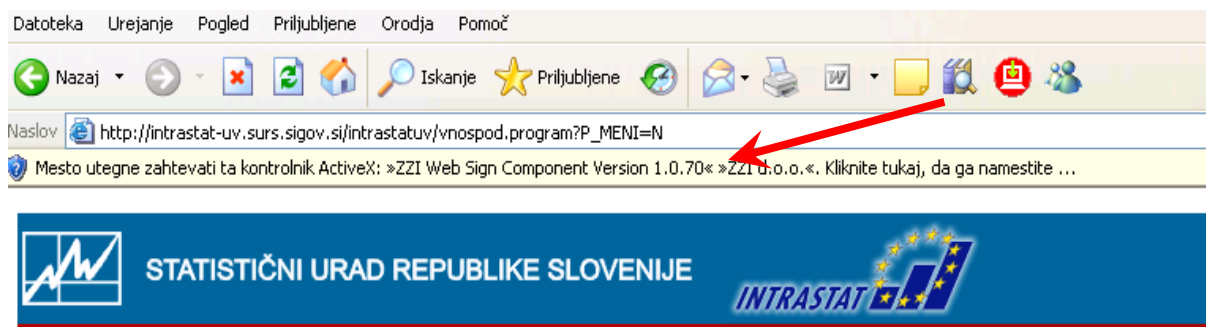 Datoteka Urejanje Pogled Priljubljene Orodja Pomoč
Nazaj Iskanje Priljubljene W
Naslov http://intrastat-uv.surs.sigov.si/intrastatuv/vnospod.program?P_MENI=N
Mesto utegne zahtevati ta kontrolnik ActiveX: »ZZI Web Sign Component Version 1.0.70« »ZZI d.o.o.«. Kliknite tukaj, da ga namestite ...
STATISTIČNI URAD REPUBLIKE SLOVENIJE
INTRASTAT